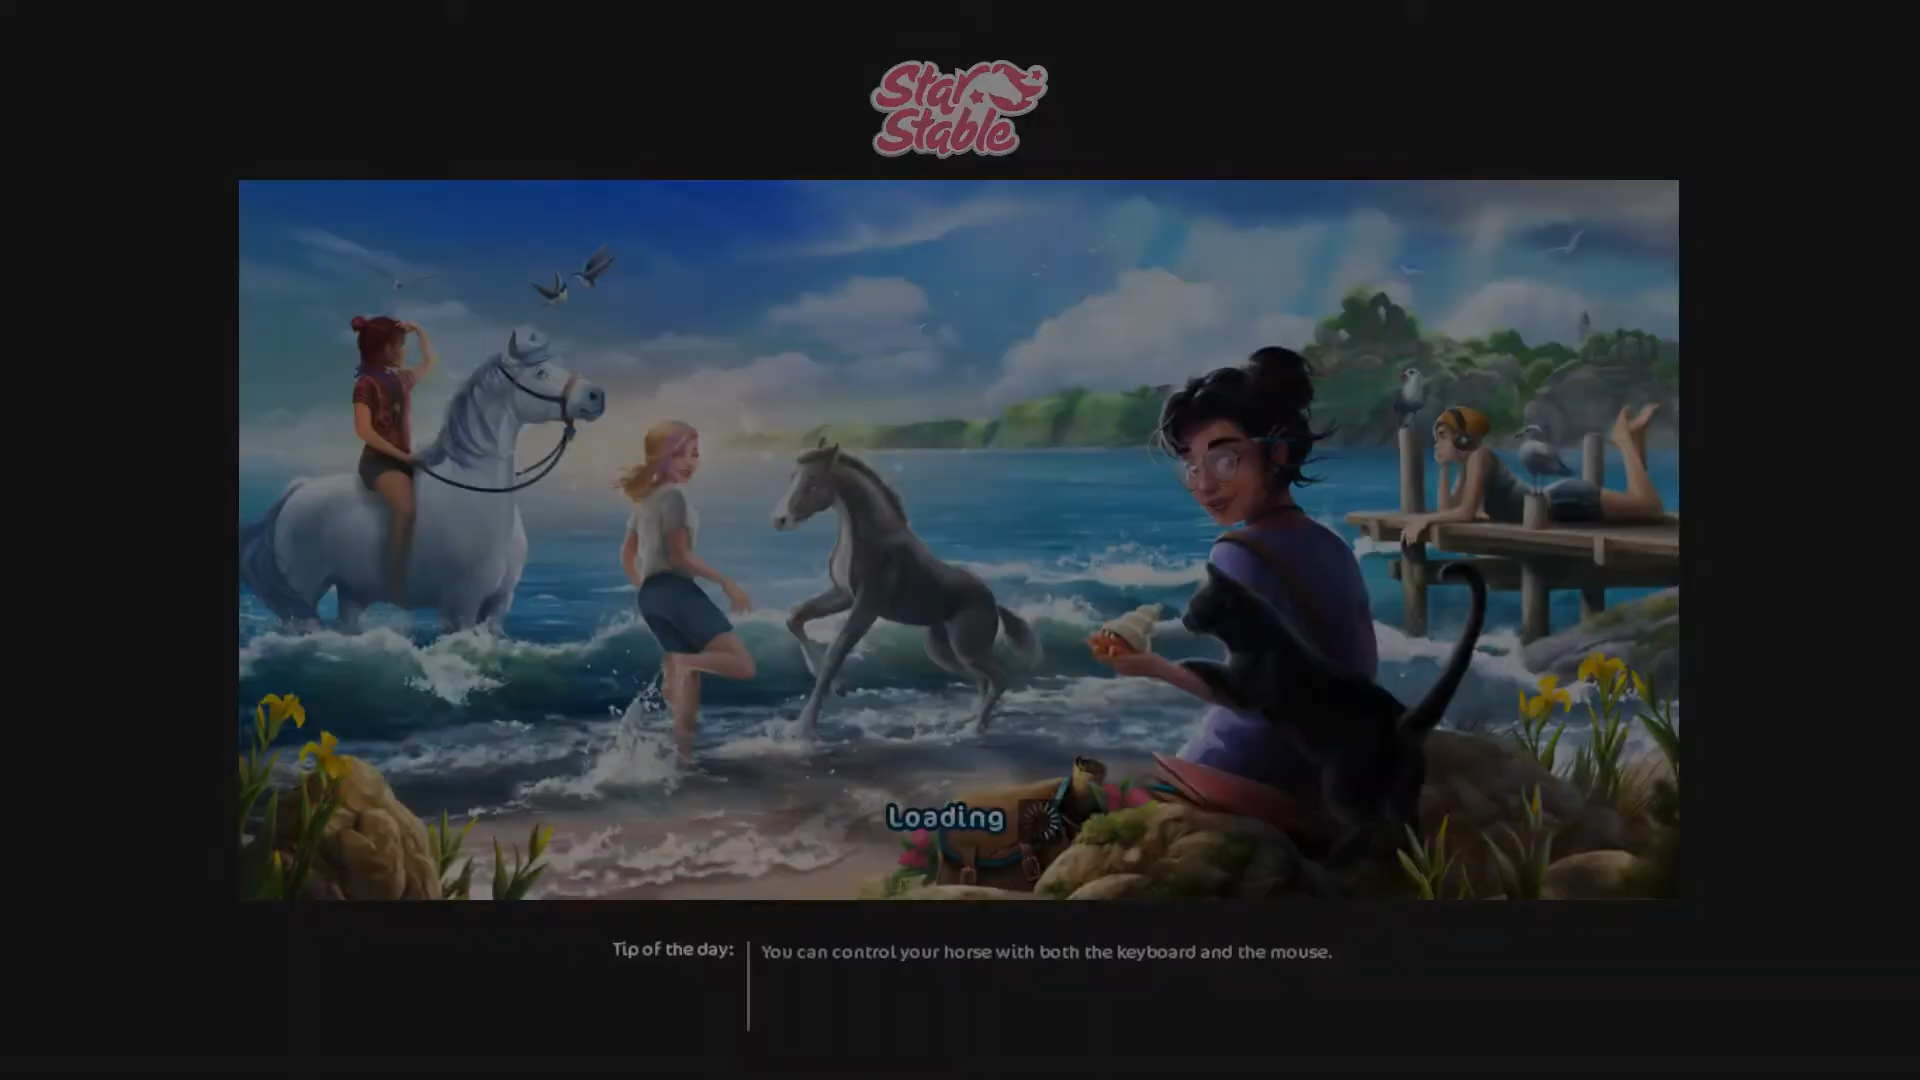 Star
Stable
Loading
Tip of the day:
You can control your horse with both the keyboard and the mouse.